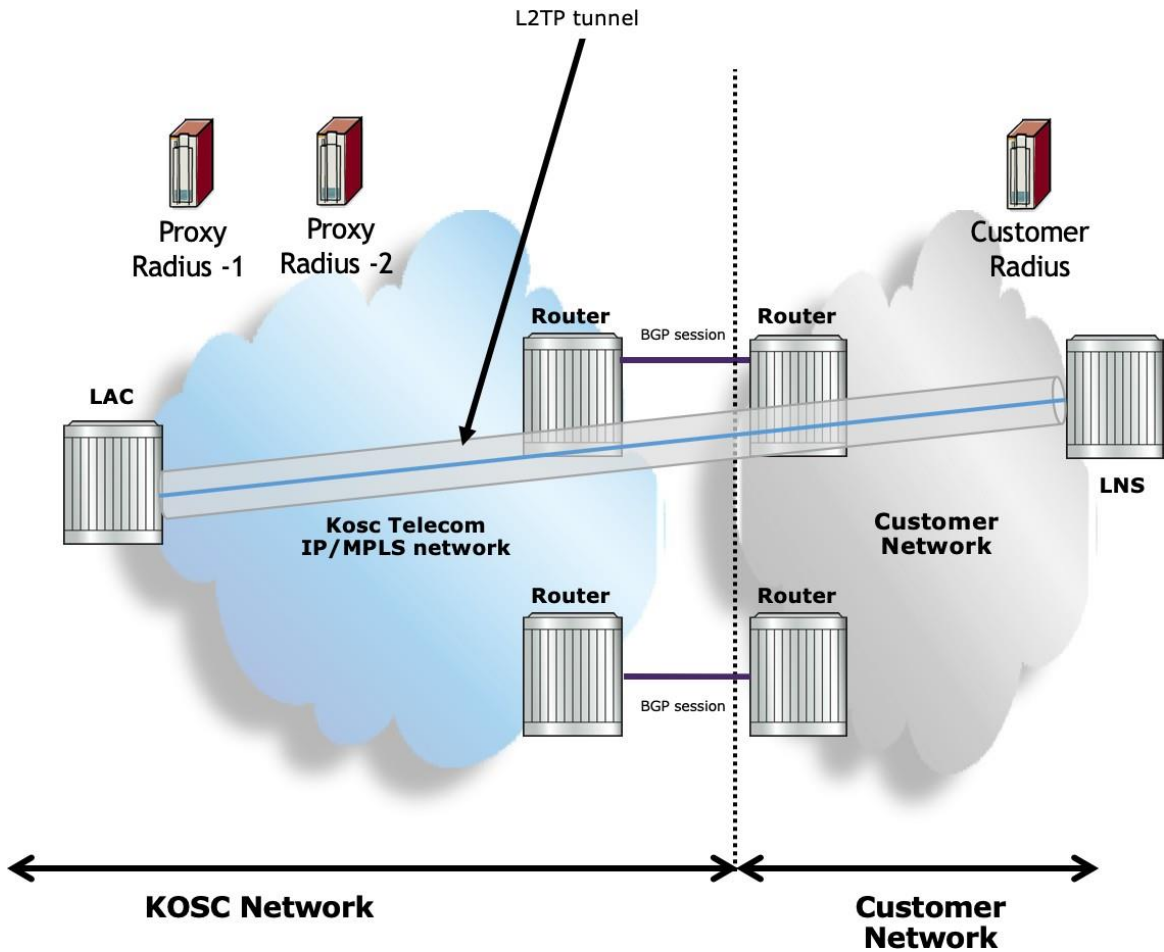 L2TP tunnel
Proxy
Radius -1
Proxy
Radius -2
Customer
Radius
Router
BGP session
Router
LAC
LNS
Kosc Telecom
IP/MPLS network
Customer
Network
Router
BGP session
Router
KOSC Network
Customer
Network